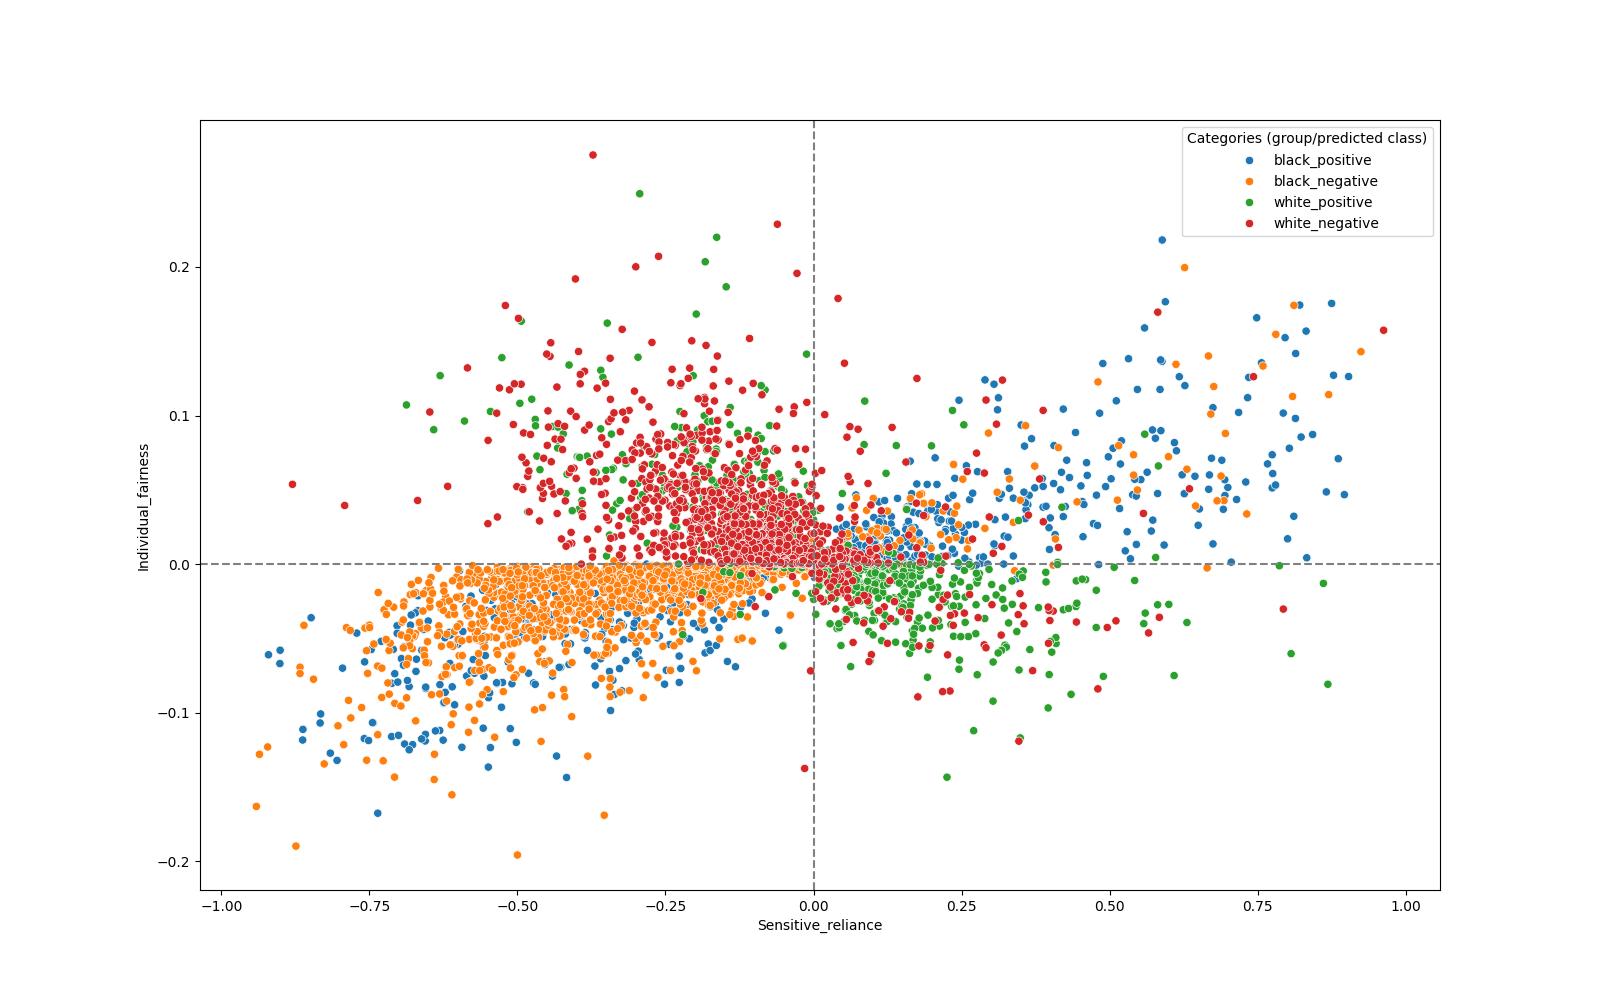 Categories (group/predicted class)
black_positive
black_negative
white_positive
white_negative
0.2
0.1
0.0
−0.1
−0.2
Individual_fairness
−1.00 −0.75 −0.50 −0.25 0.00 0.25 0.50 0.75 1.00
Sensitive_reliance